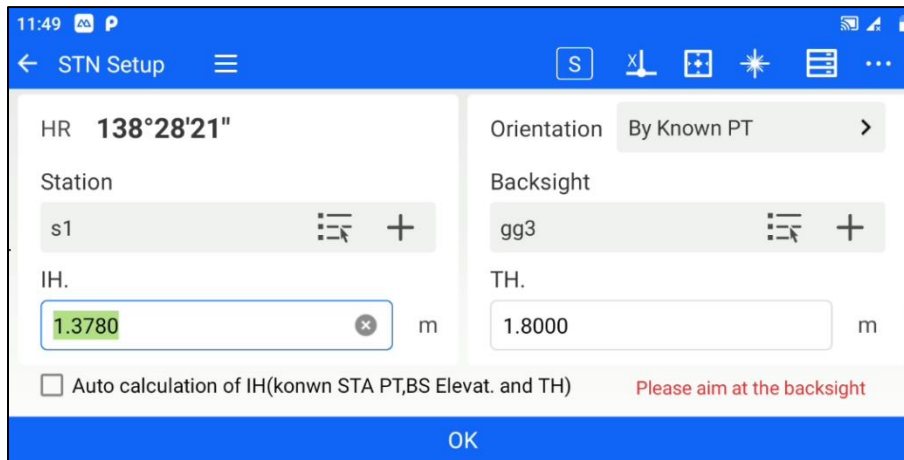 11:49
STN Setup
S
X
HR 138°28'21"
Orientation By Known PT
Station
Backsight
s1
gg3
IH.
TH.
1.3780 m
1.8000 m
Auto calculation of IH(konwn STA PT,BS Elevat. and TH)
Please aim at the backsight
OK